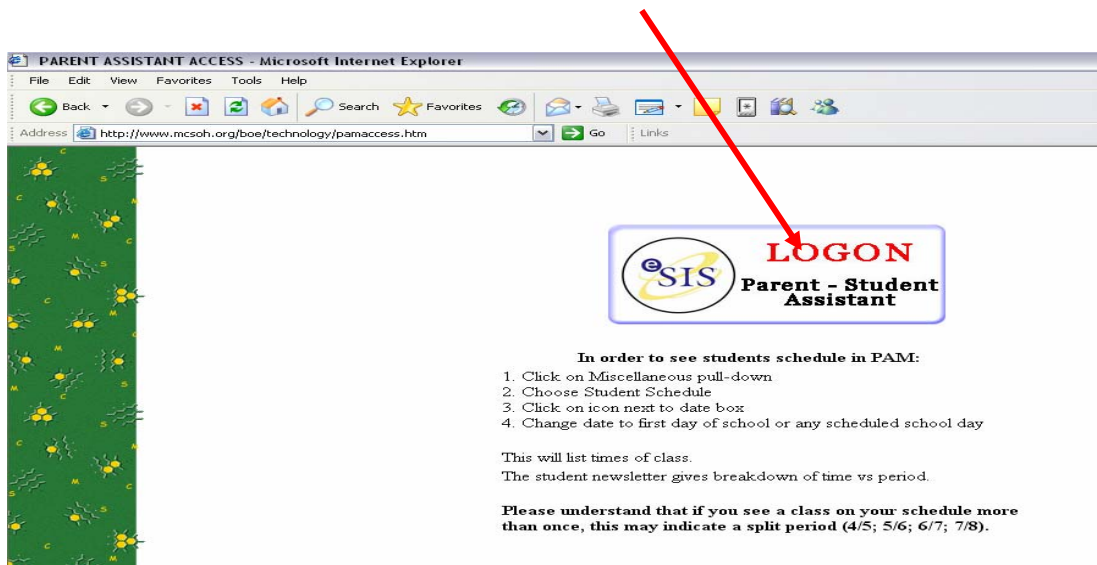 PARENT ASSISTANT ACCESS - Microsoft Internet Explorer
File Edit View Favorites Tools Help
Back Search Favorites
Address http://www.mcsoh.org/boe/technology/pamaccess.htm Go Links
eSIS
LOGON
Parent - Student
Assistant
In order to see students schedule in PAM:
1. Click on Miscellaneous pull-down
2. Choose Student Schedule
3. Click on icon next to date box
4. Change date to first day of school or any scheduled school day
This will list times of class.
The student newsletter gives breakdown of time vs period.
Please understand that if you see a class on your schedule more
than once, this may indicate a split period (4/5; 5/6; 6/7; 7/8).
C
S
C
M
C
S
S
C
M
C
M
S
M
C
S
C
M
C
S
S
C
M